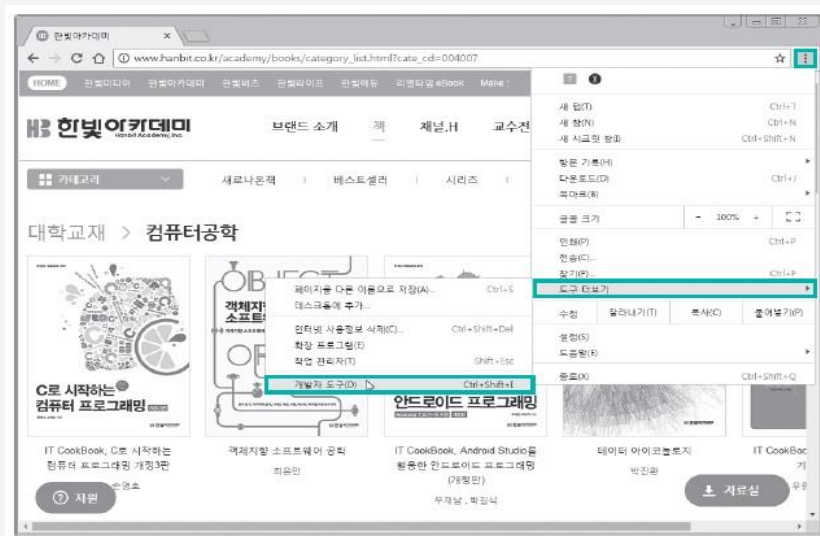 한빛아카데미
www.hanbit.co.kr/academy/books/category_list.html?cate_cd=004007
HOME 한빛미디어 한빛아카데미 한빛비즈 한빛라이프 한빛에듀 리얼타임 eBook Make:
한빛아카데미
Hanbit Academy, Inc.
브랜드 소개 책 채널.H 교수전
카테고리
새로나온책 베스트셀러 시리즈
대학교재 > 컴퓨터공학
새 탭(T) Ctrl+T
새 창(N) Ctrl+N
새 시크릿 창(I) Ctrl+Shift+N
방문 기록(H)
다운로드(D) Ctrl+J
북마크(B)
글꼴 크기 - 100% +
인쇄(P) Ctrl+P
전송(C)...
찾기(F)... Ctrl+F
도구 더보기
수정 잘라내기(T) 복사(C) 붙여넣기(P)
설정(S)
도움말(E)
종료(X) Ctrl+Shift+Q
페이지를 다른 이름으로 저장(A)... Ctrl+S
데스크톱에 추가...
인터넷 사용정보 삭제(C)... Ctrl+Shift+Del
확장 프로그램(E)
작업 관리자(T) Shift+Esc
개발자 도구(D) Ctrl+Shift+I
C로 시작하는
컴퓨터 프로그래밍
OBJECT
객체지향
소프트
안드로이드 프로그래밍
IT CookBook, C로 시작하는
컴퓨터 프로그래밍 개정3판
손영호
객체지향 소프트웨어 공학
최은만
IT CookBook, Android Studio를
활용한 안드로이드 프로그래밍
(개정판)
우재남, 박길식
데이터 아이코놀로지
박진완
IT CookBoo
지원
자료실